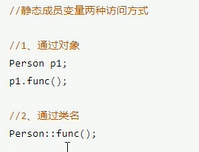 //静态成员变量两种访问方式
//1、通过对象
Person p1;
p1.func();
//2、通过类名
Person::func();